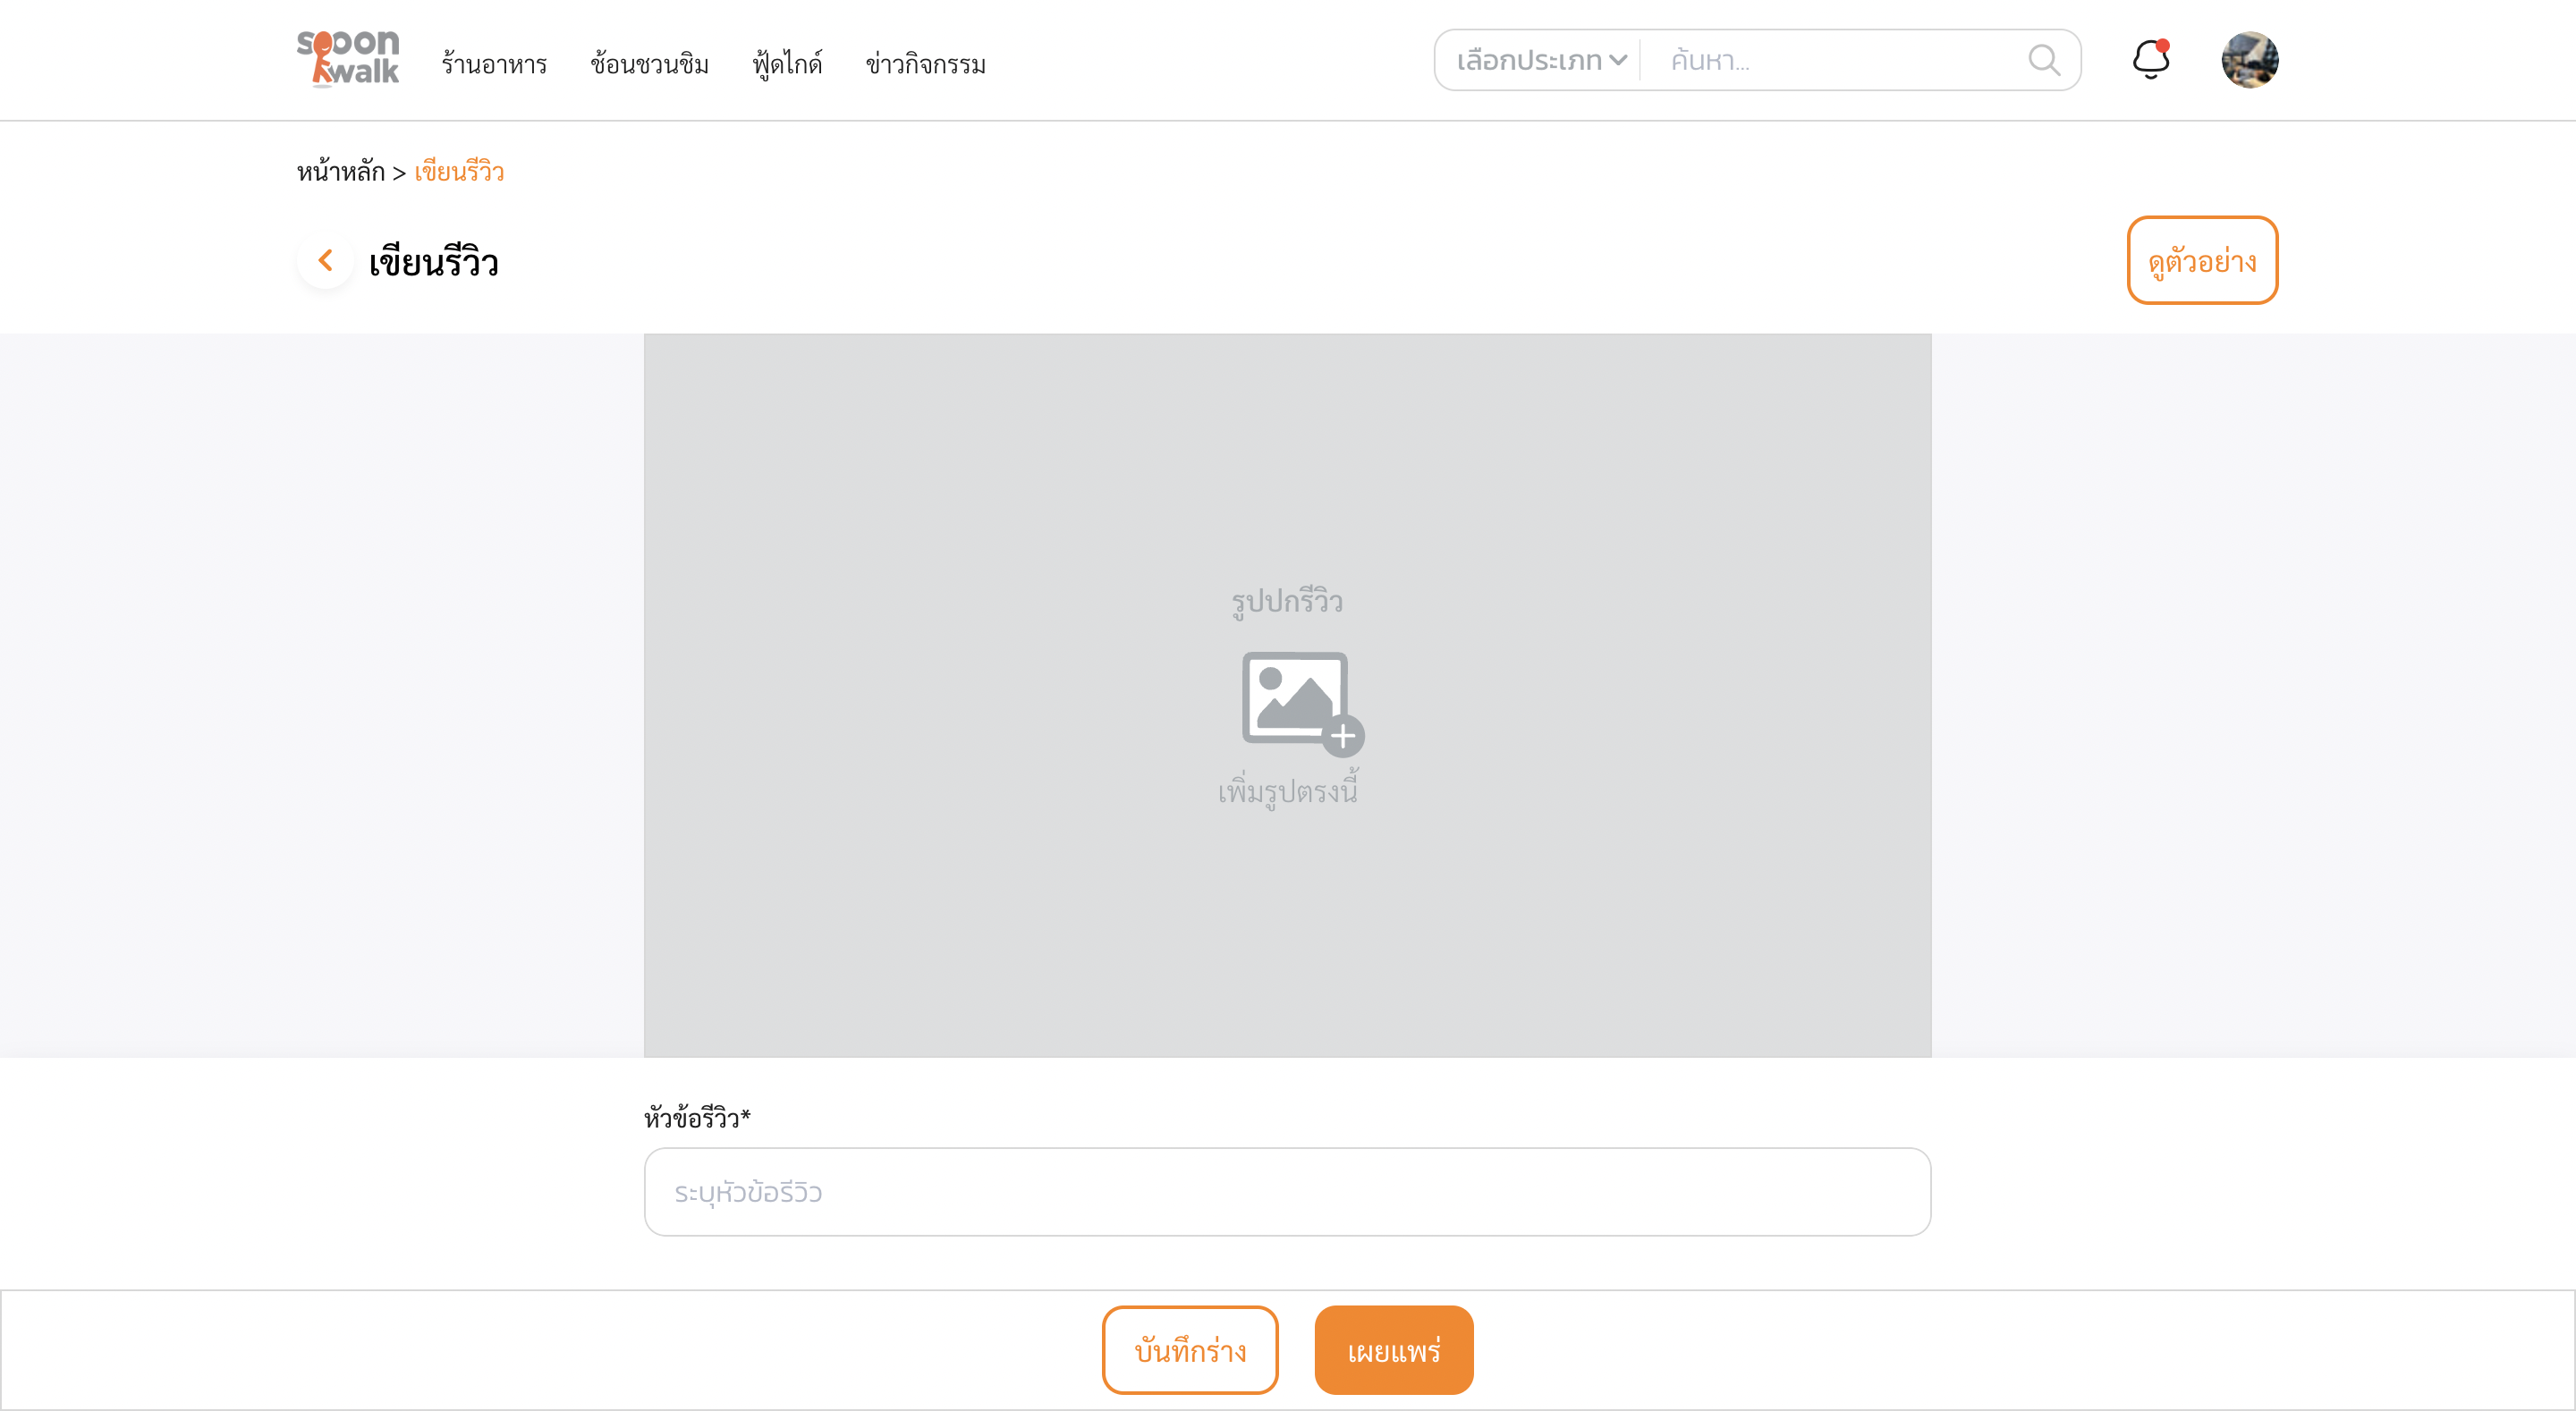 spoon walk
ร้านอาหาร ช้อนชวนชิม ฟู้ดไกด์ ข่าวกิจกรรม เลือกประเภท ค้นหา...
หน้าหลัก > เขียนรีวิว
เขียนรีวิว ดูตัวอย่าง
รูปปกรีวิว
เพิ่มรูปตรงนี้
หัวข้อรีวิว*
ระบุหัวข้อรีวิว
บันทึกร่าง เผยแพร่